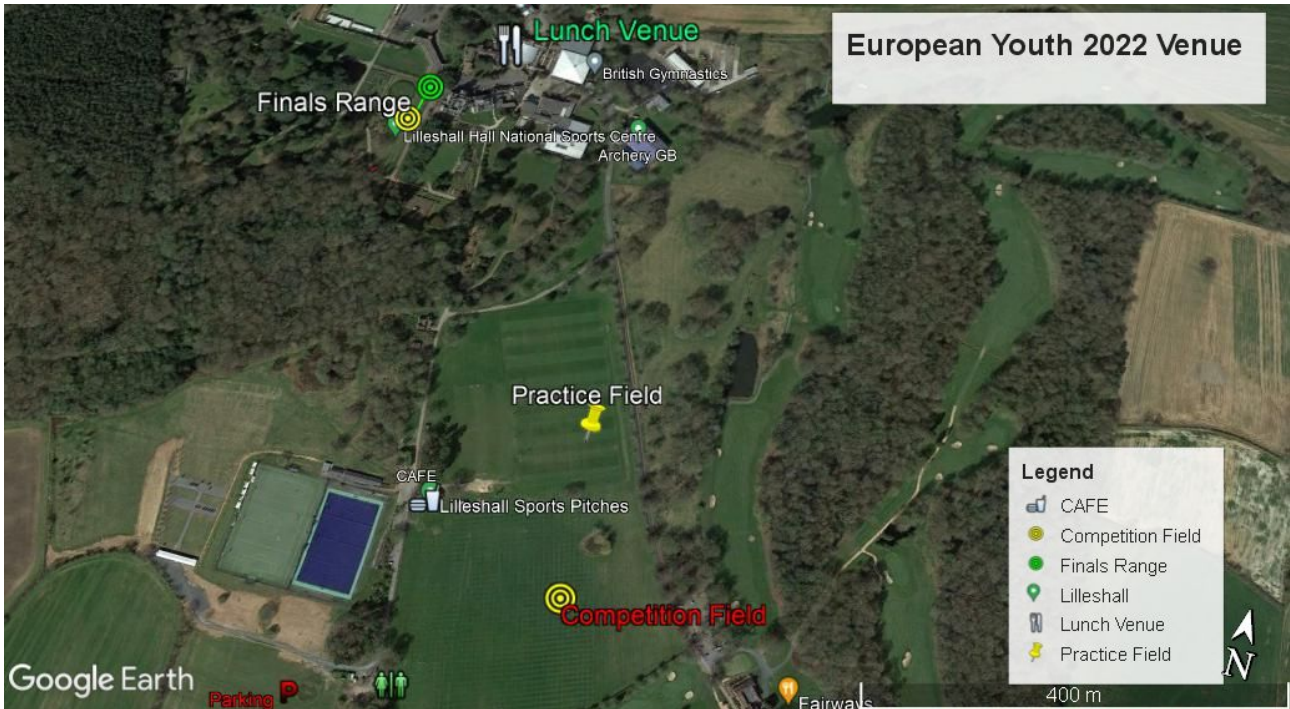 Lunch Venue
European Youth 2022 Venue
British Gymnastics
Finals Range
Lilleshall Hall National Sports Centre
Archery GB
Practice Field
CAFE
Lilleshall Sports Pitches
Competition Field
Legend
CAFE
Competition Field
Finals Range
Lilleshall
Lunch Venue
Practice Field
N
400 m
Google Earth
Parking P
Fairways